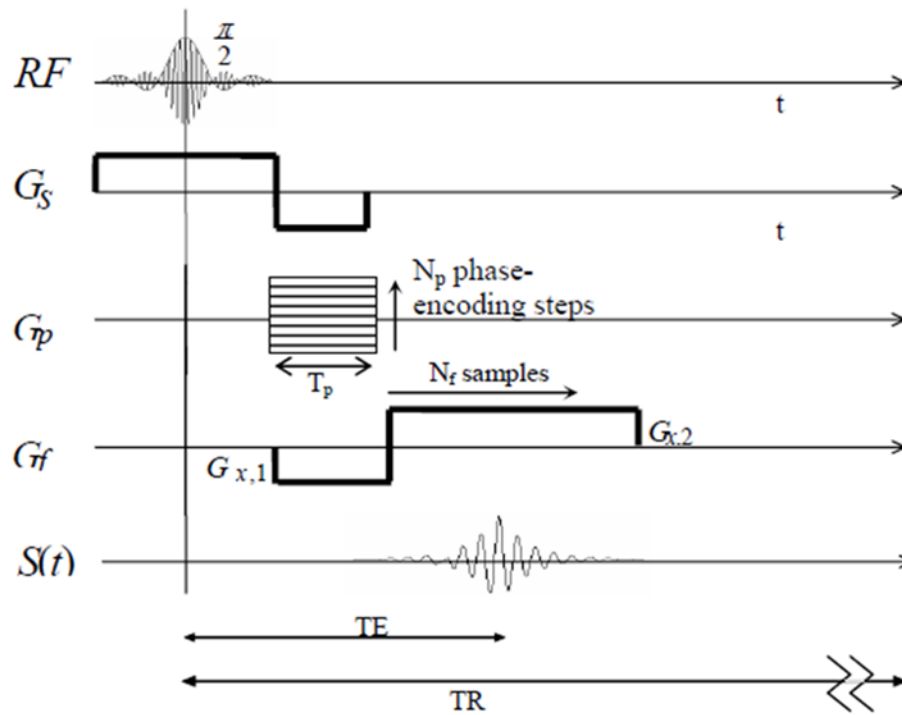 π
2
RF
t
G_S
t
N_p phase-
encoding steps
G_p
T_p
N_f samples
G_x,2
G_f
G_x,1
S(t)
TE
TR